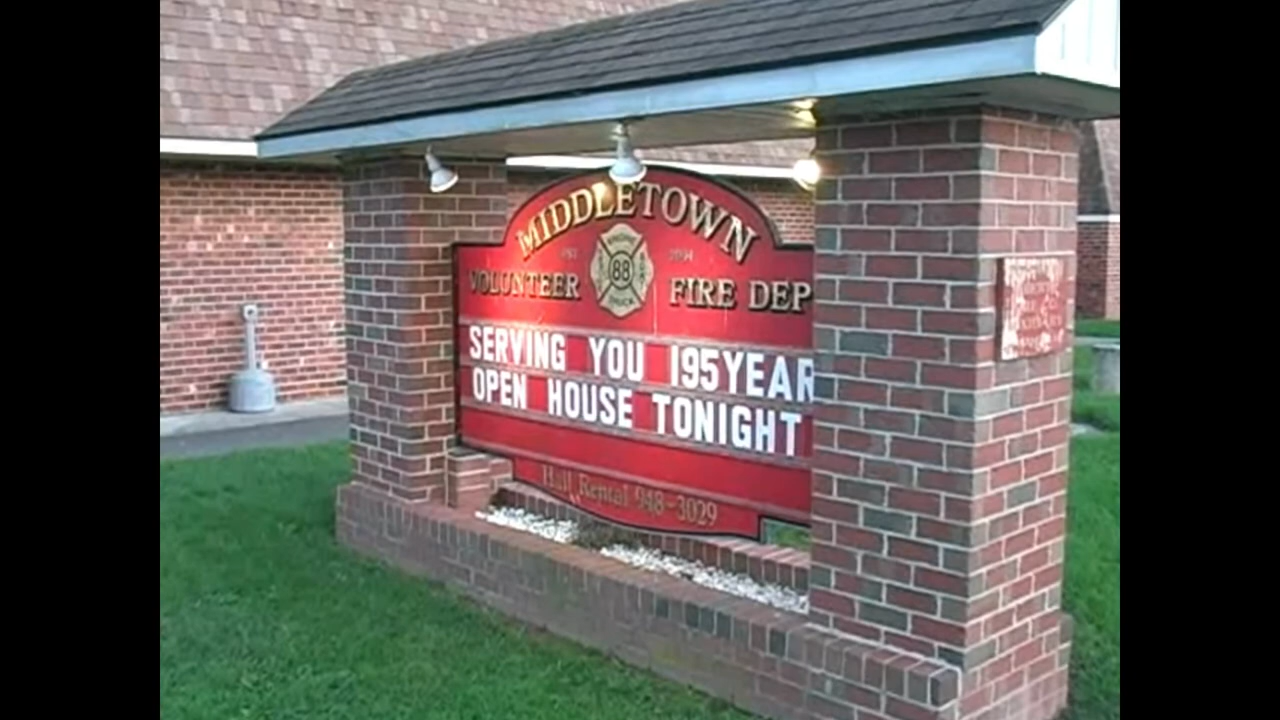 MIDDLETOWN
VOLUNTEER FIRE DEP
88
SERVING YOU 195YEAR
OPEN HOUSE TONIGHT
Hall Rental 948-3029